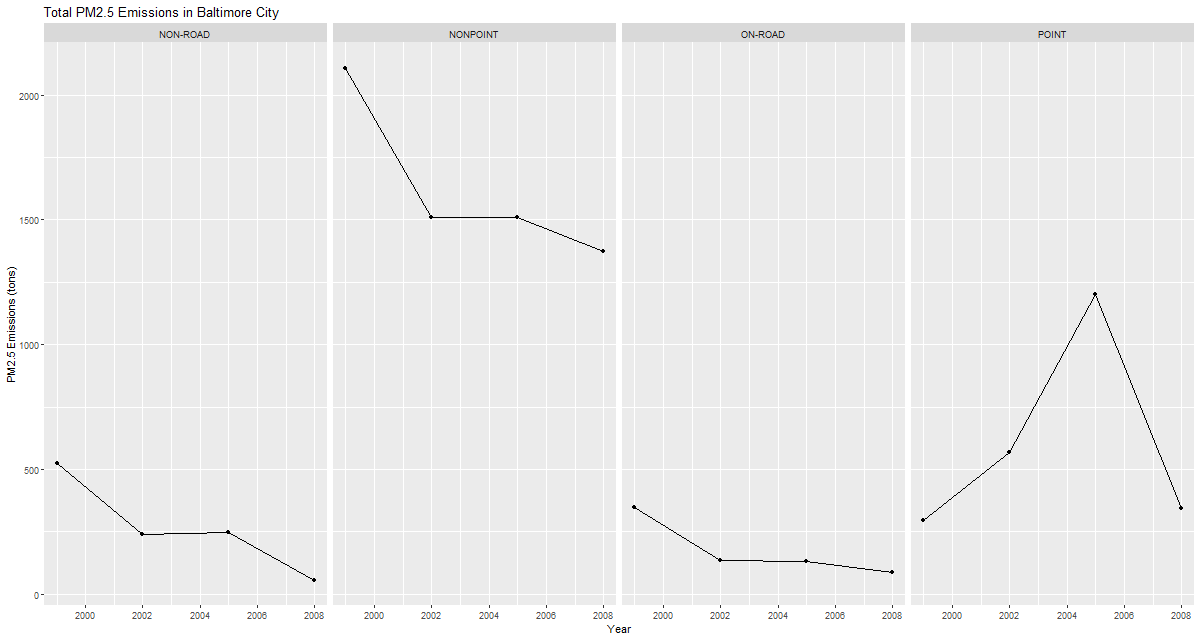 Total PM2.5 Emissions in Baltimore City
NON-ROAD NONPOINT ON-ROAD POINT
PM2.5 Emissions (tons)
2000
1500
1000
500
0
2000 2002 2004 2006 2008 2000 2002 2004 2006 2008 2000 2002 2004 2006 2008 2000 2002 2004 2006 2008
Year